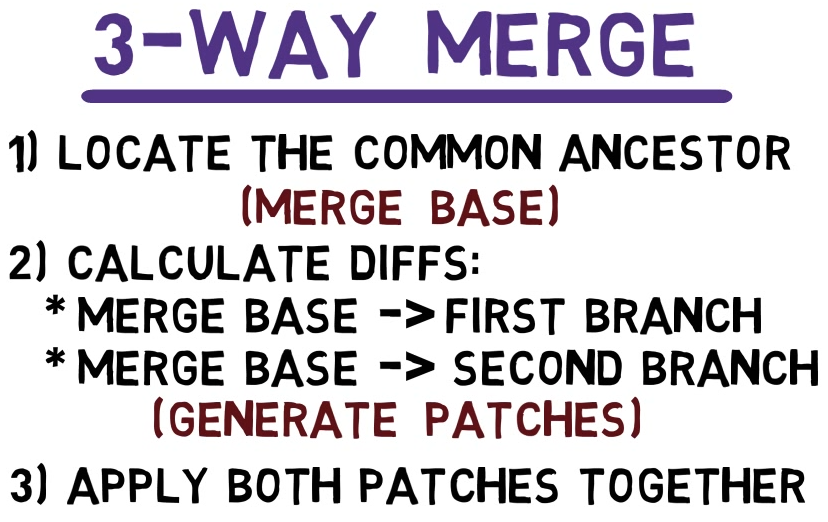 3-WAY MERGE
1) LOCATE THE COMMON ANCESTOR
(MERGE BASE)
2) CALCULATE DIFFS:
* MERGE BASE -> FIRST BRANCH
* MERGE BASE -> SECOND BRANCH
(GENERATE PATCHES)
3) APPLY BOTH PATCHES TOGETHER